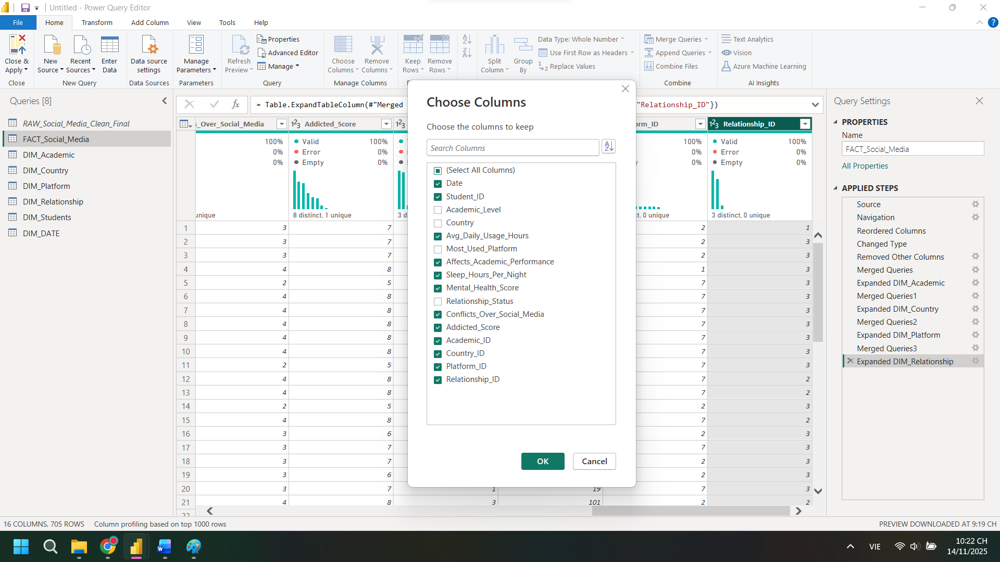 Untitled - Power Query Editor
File Home Transform Add Column View Tools Help
Close & Apply
Close
New Source
Recent Sources
Enter Data
New Query
Data source settings
Data Sources
Manage Parameters
Parameters
Refresh Preview
Properties
Advanced Editor
Manage
Query
Choose Columns
Remove Columns
Manage Columns
Keep Rows
Remove Rows
Split Column
Group By
Data Type: Whole Number
Use First Row as Headers
Replace Values
Merge Queries
Append Queries
Combine Files
Combine
Text Analytics
Vision
Azure Machine Learning
AI Insights
Queries [8]
RAW_Social_Media_Clean_Final
FACT_Social_Media
DIM_Academic
DIM_Country
DIM_Platform
DIM_Relationship
DIM_Students
DIM_DATE
fx = Table.ExpandTableColumn(#"Merged "Relationship_ID"})
_Over_Social_Media Addicted_Score rm_ID Relationship_ID
100% Valid 100% 100% Valid 100%
0% Error 0% 0% Error 0%
0% Empty 0% 0% Empty 0%
unique 8 distinct, 1 unique 3 d t, 0 unique 3 distinct, 0 unique
1 3 7 2 1
2 3 7 2 3
3 3 7 2 3
4 4 8 1 3
5 2 5 7 3
6 4 8 7 3
7 4 8 7 3
8 4 8 7 3
9 4 8 7 3
10 4 8 7 3
11 2 5 7 3
12 4 8 7 2
13 4 8 7 2
14 2 5 2 3
15 4 8 7 2
16 3 6 2 3
17 3 7 7 3
18 3 7 2 3
19 3 6 2 3
20 3 7 1 19 7 3
21 4 8 3 101 2 2
22
Choose Columns
Choose the columns to keep
Search Columns
(Select All Columns)
Date
Student_ID
Academic_Level
Country
Avg_Daily_Usage_Hours
Most_Used_Platform
Affects_Academic_Performance
Sleep_Hours_Per_Night
Mental_Health_Score
Relationship_Status
Conflicts_Over_Social_Media
Addicted_Score
Academic_ID
Country_ID
Platform_ID
Relationship_ID
OK Cancel
Query Settings
PROPERTIES
Name
FACT_Social_Media
All Properties
APPLIED STEPS
Source
Navigation
Reordered Columns
Changed Type
Removed Other Columns
Merged Queries
Expanded DIM_Academic
Merged Queries1
Expanded DIM_Country
Merged Queries2
Expanded DIM_Platform
Merged Queries3
Expanded DIM_Relationship
16 COLUMNS, 705 ROWS Column profiling based on top 1000 rows
PREVIEW DOWNLOADED AT 9:19 CH
VIE
10:22 CH
14/11/2025